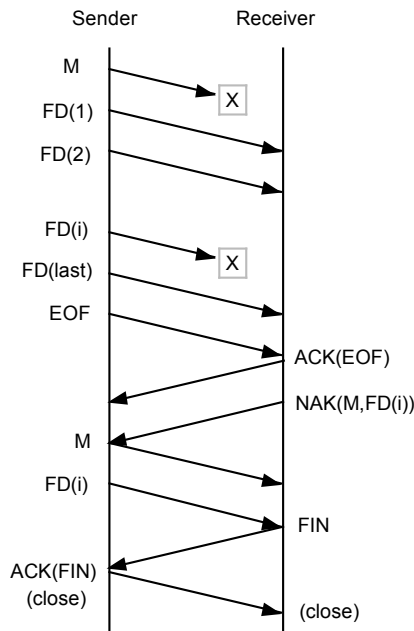 Sender Receiver
M
X
FD(1)
FD(2)
FD(i)
X
FD(last)
EOF
ACK(EOF)
NAK(M,FD(i))
M
FD(i)
FIN
ACK(FIN)
(close)
(close)